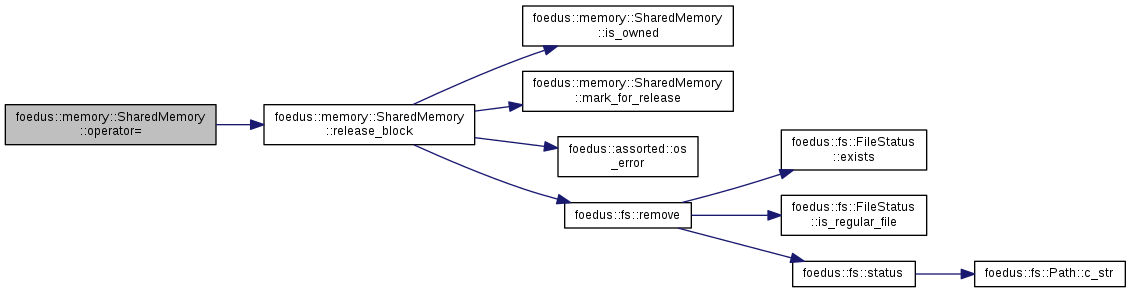 foedus::memory::SharedMemory
::operator=
foedus::memory::SharedMemory
::release_block
foedus::memory::SharedMemory
::is_owned
foedus::memory::SharedMemory
::mark_for_release
foedus::assorted::os
_error
foedus::fs::remove
foedus::fs::FileStatus
::exists
foedus::fs::FileStatus
::is_regular_file
foedus::fs::status
foedus::fs::Path::c_str